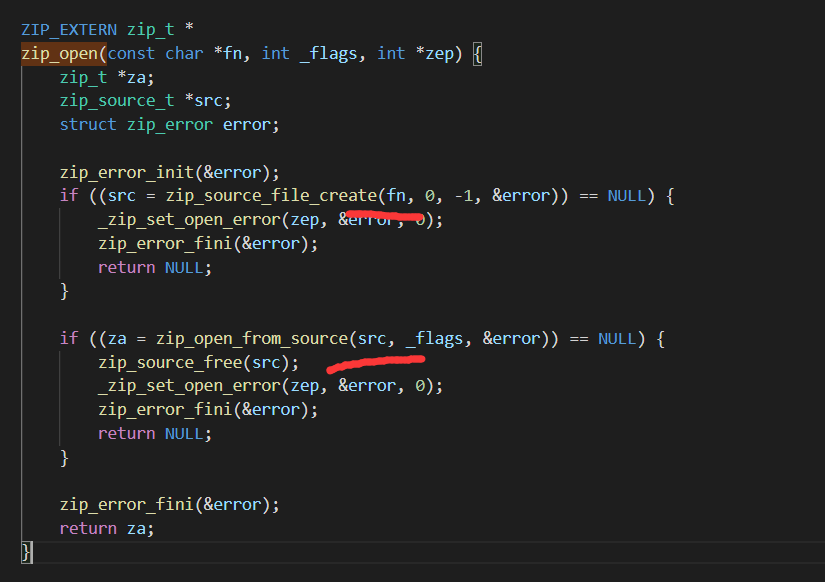 ZIP_EXTERN zip_t *
zip_open(const char *fn, int _flags, int *zep) {
    zip_t *za;
    zip_source_t *src;
    struct zip_error error;

    zip_error_init(&error);
    if ((src = zip_source_file_create(fn, 0, -1, &error)) == NULL) {
        _zip_set_open_error(zep, &error, 0);
        zip_error_fini(&error);
        return NULL;
    }

    if ((za = zip_open_from_source(src, _flags, &error)) == NULL) {
        zip_source_free(src);
        _zip_set_open_error(zep, &error, 0);
        zip_error_fini(&error);
        return NULL;
    }

    zip_error_fini(&error);
    return za;
}